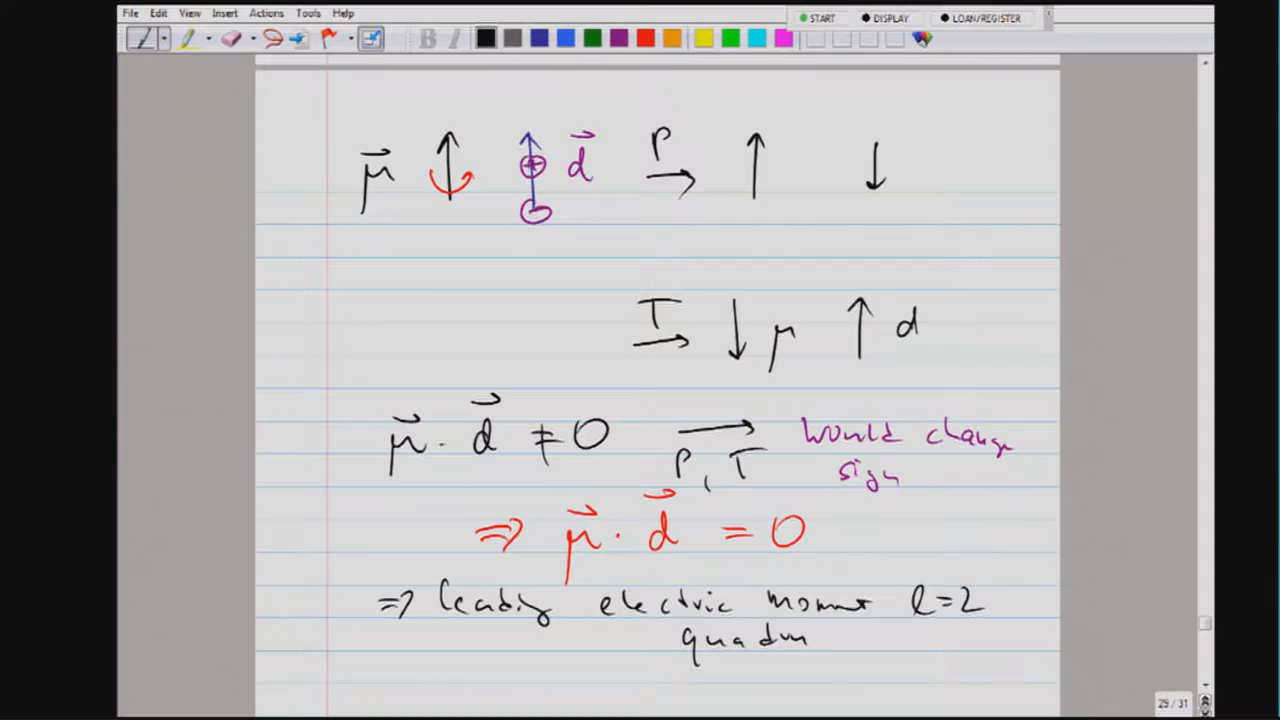 File Edit View Insert Actions Tools Help
START DISPLAY LOAN/REGISTER
B I
μ⃗ d⃗ P
T μ d
μ⃗ · d⃗ ≠ 0 → would change
P, T sign
⇒ μ⃗ · d⃗ = 0
⇒ leading electric moment l=2
quadru
25 / 31